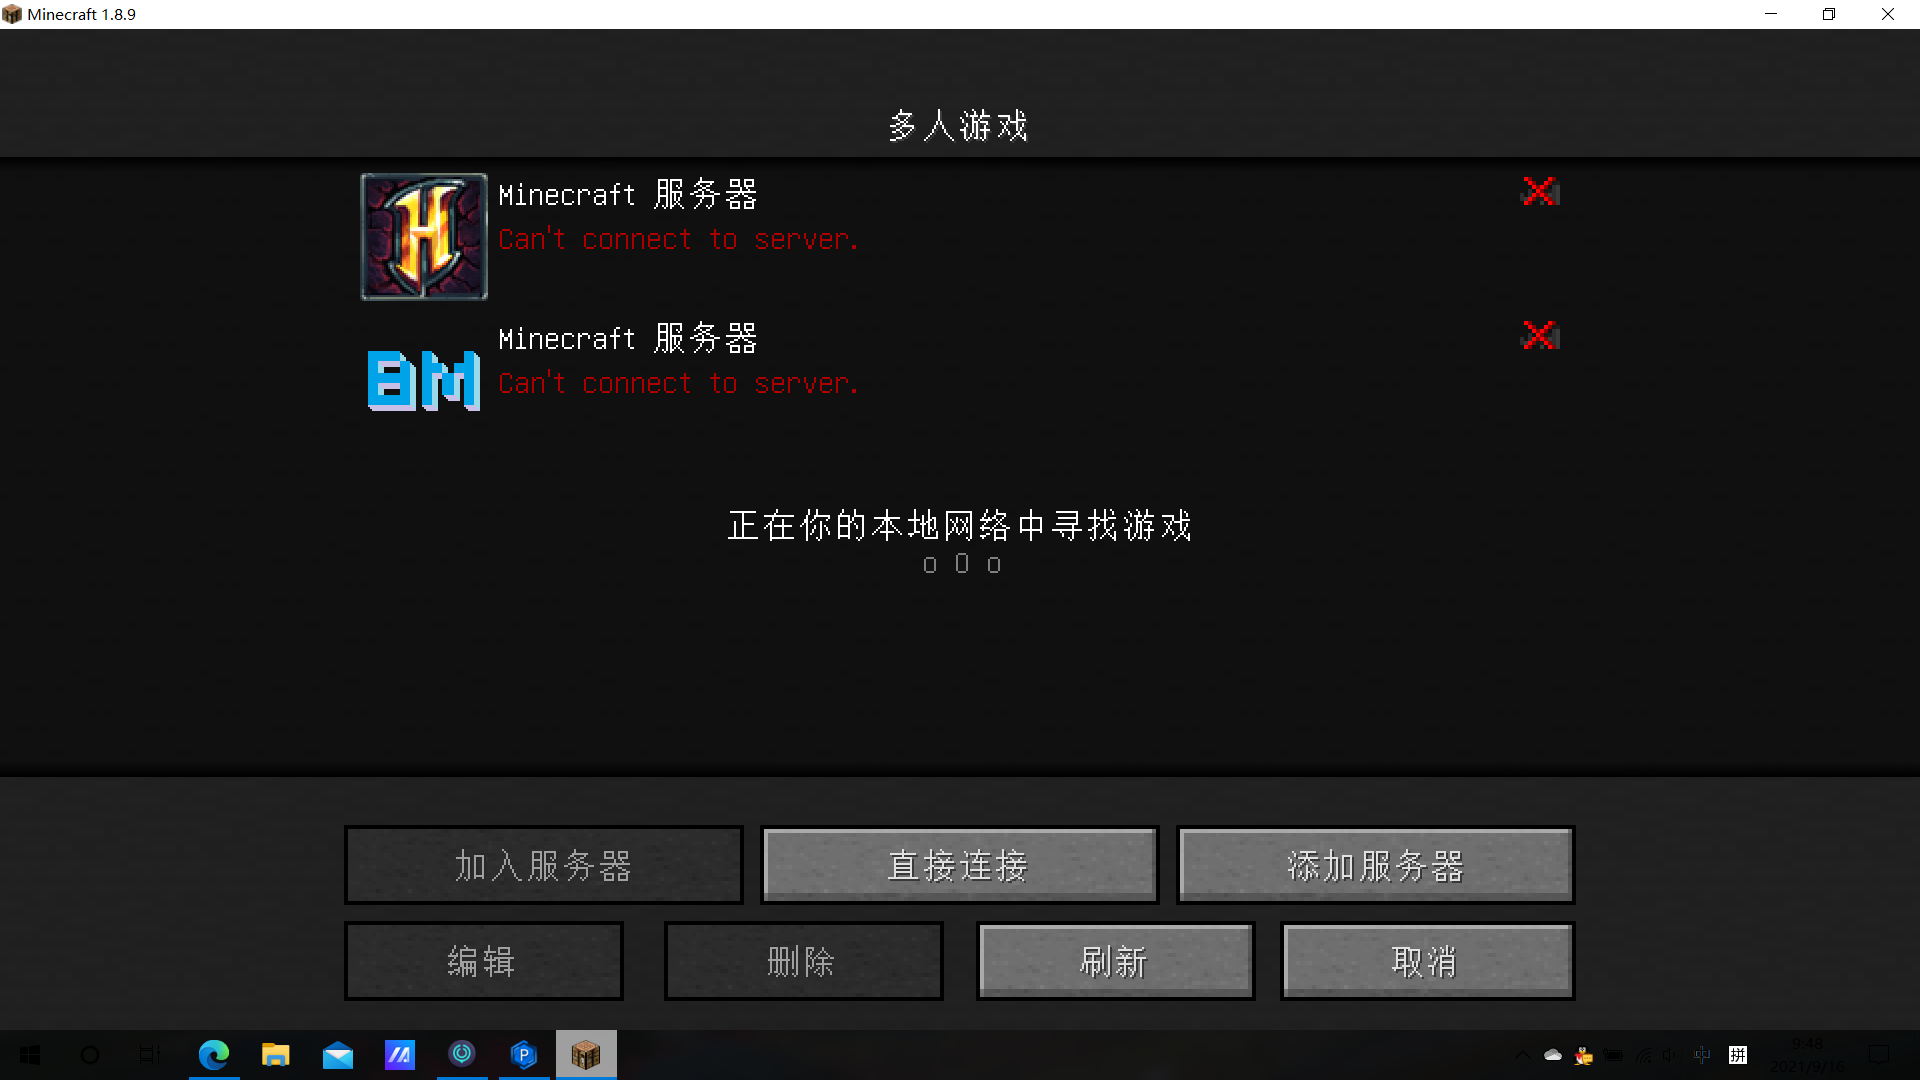 Minecraft 1.8.9
多人游戏
H
Minecraft 服务器
Can't connect to server.
BM
Minecraft 服务器
Can't connect to server.
正在你的本地网络中寻找游戏
o O o
加入服务器
直接连接
添加服务器
编辑
删除
刷新
取消
P
中
拼
9:48
2021/9/16